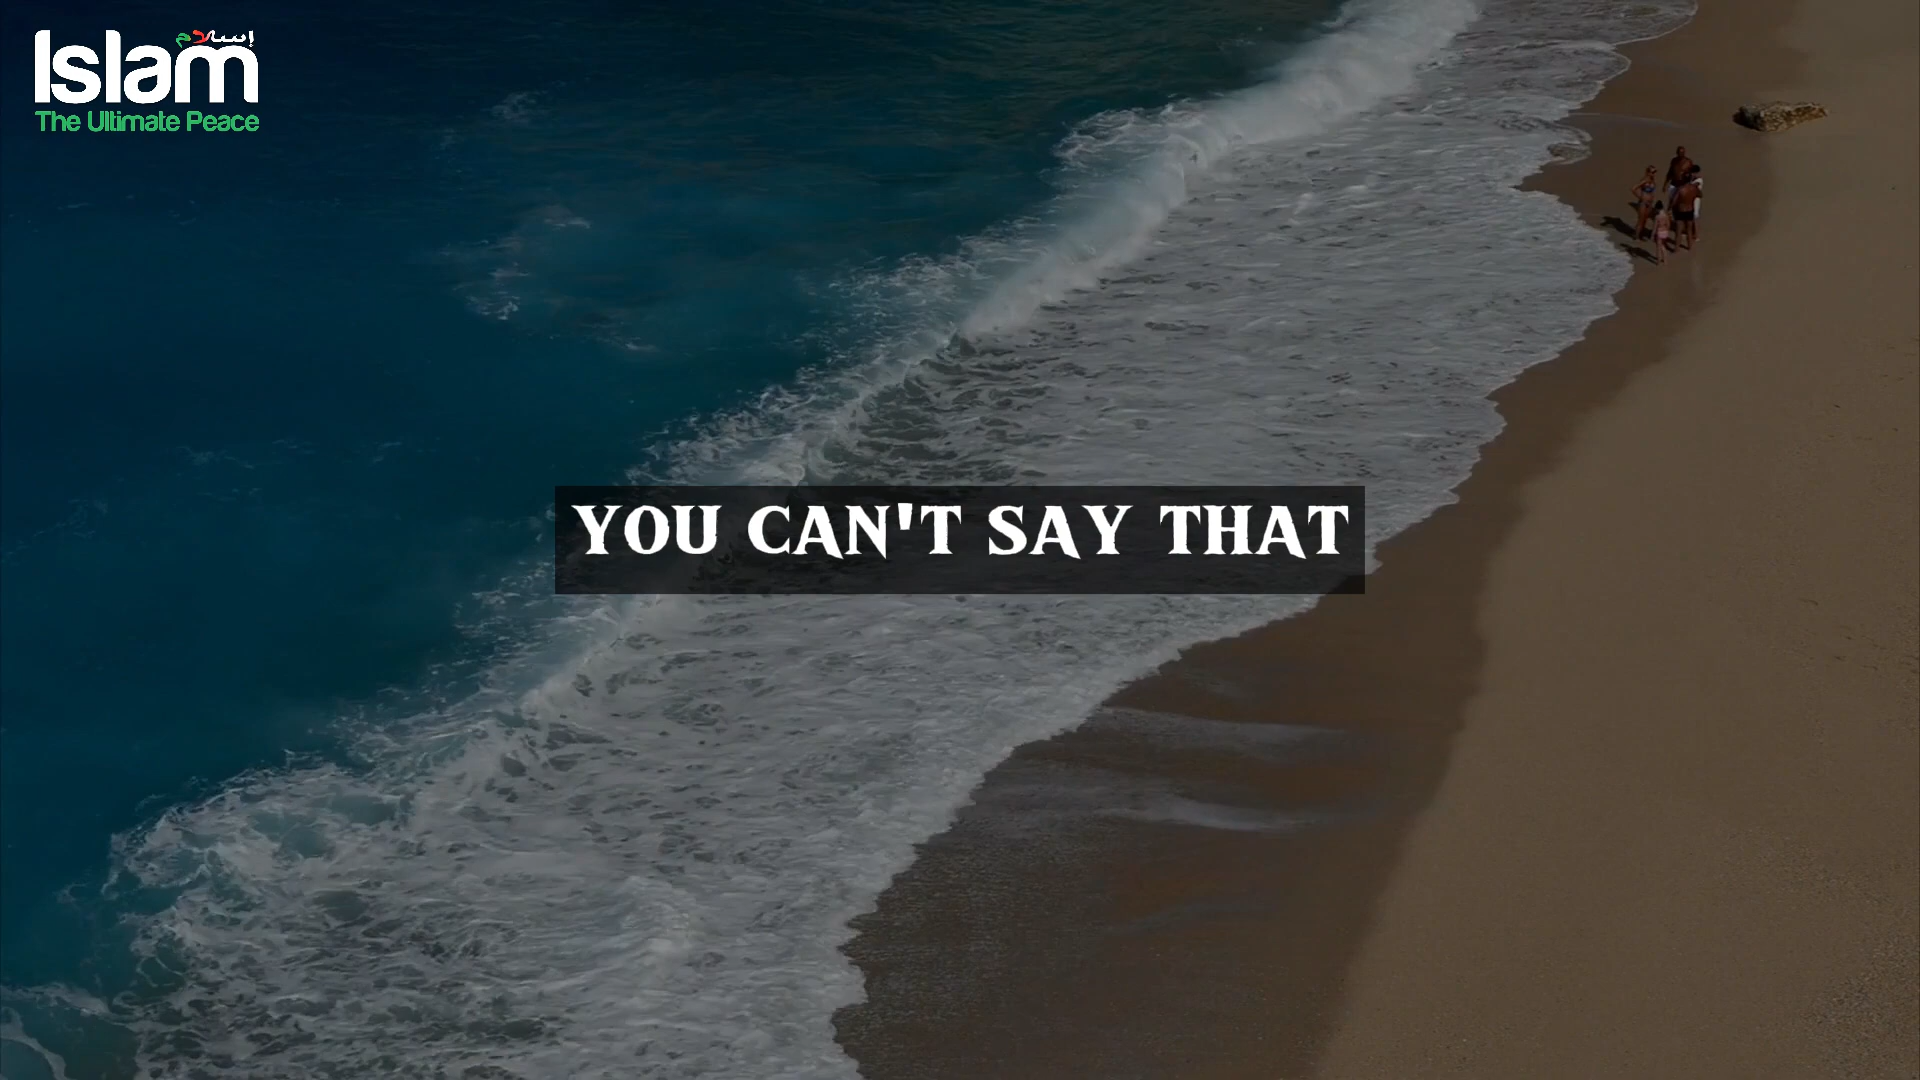 إسلام
Islam
The Ultimate Peace
YOU CAN'T SAY THAT